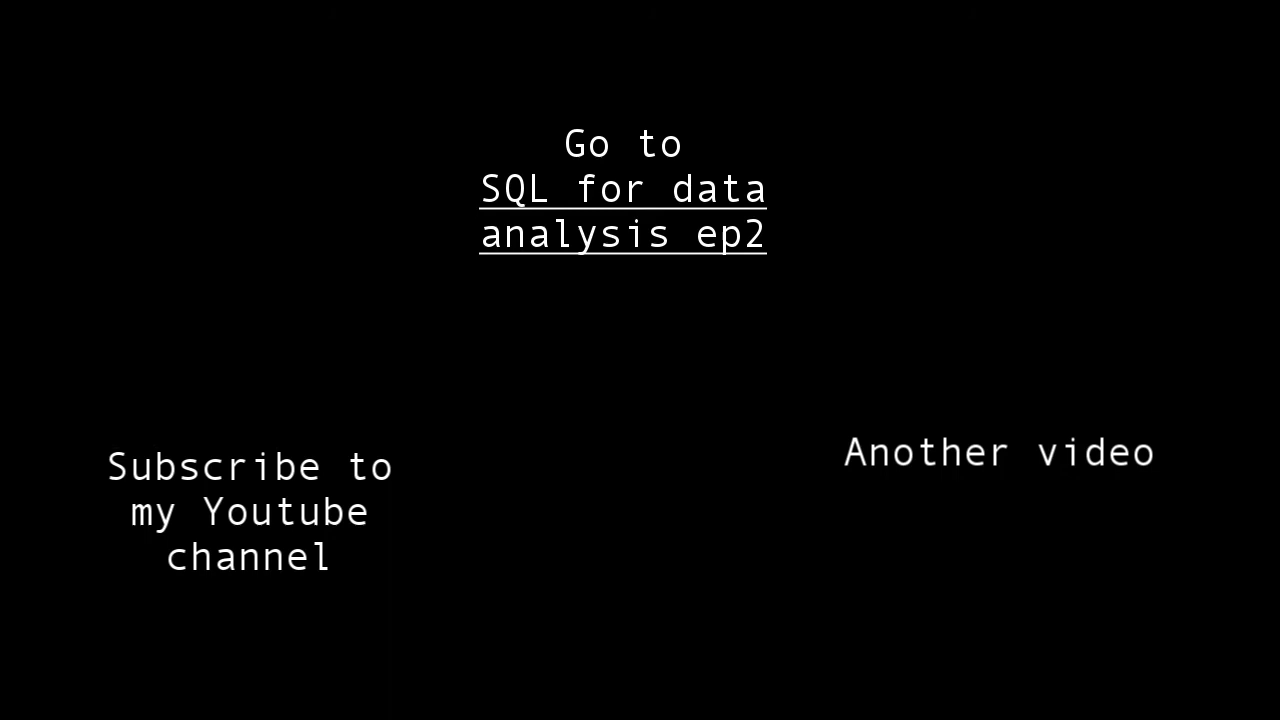 Go to
SQL for data
analysis ep2
Subscribe to
my Youtube
channel
Another video